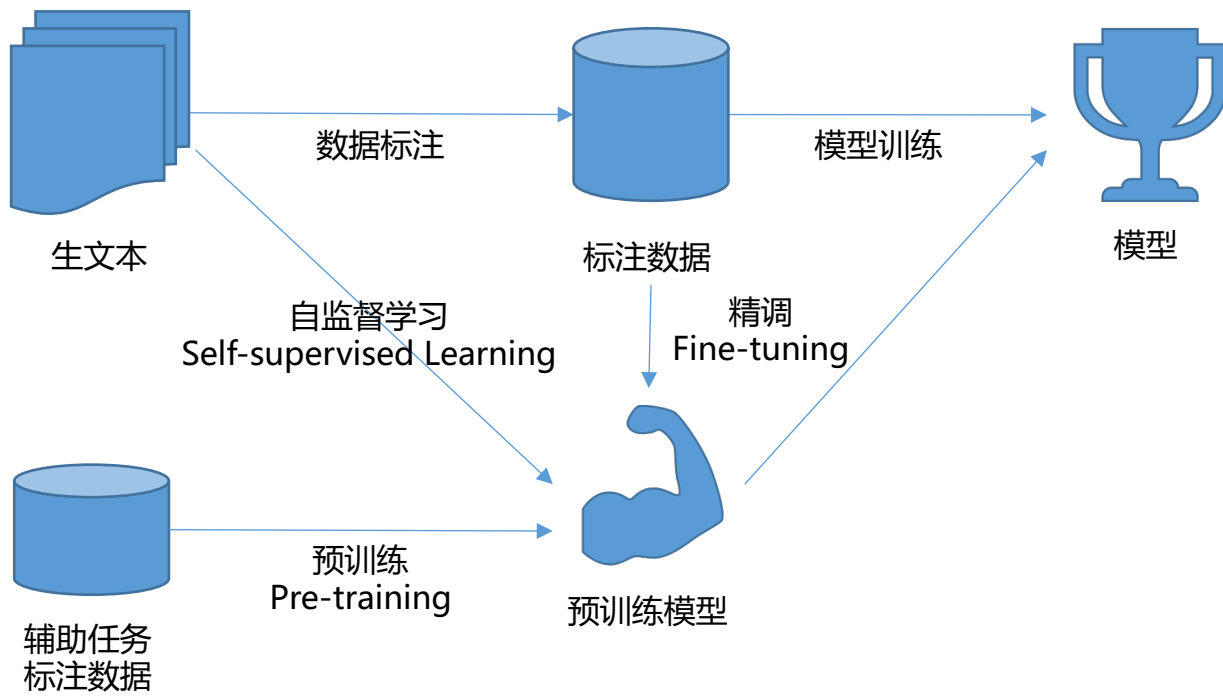 数据标注
模型训练
生文本
标注数据
模型
自监督学习
Self-supervised Learning
精调
Fine-tuning
预训练
Pre-training
预训练模型
辅助任务
标注数据